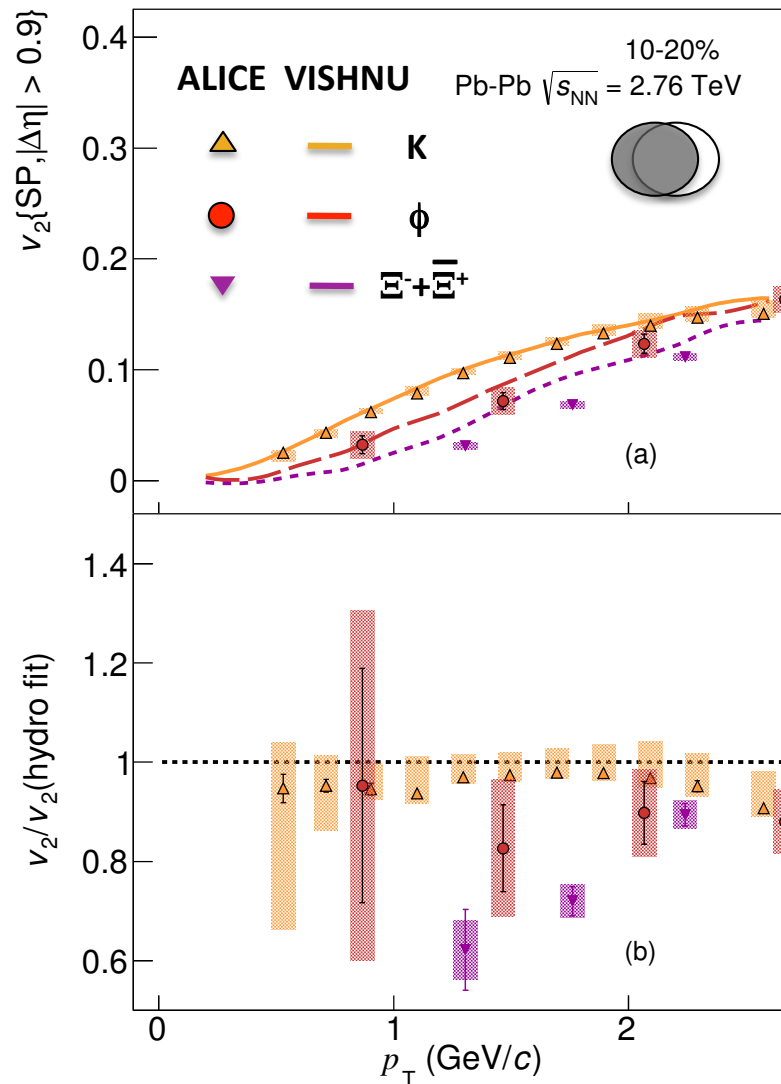 0.4
0.3
0.2
0.1
0
v₂{SP,|Δη| > 0.9}
10-20%
Pb-Pb √sNN = 2.76 TeV
ALICE VISHNU
K
ϕ
Ξ⁻+Ξ̅⁺
(a)
1.4
1.2
1
0.8
0.6
v₂/v₂(hydro fit)
(b)
0 1 2
pT (GeV/c)